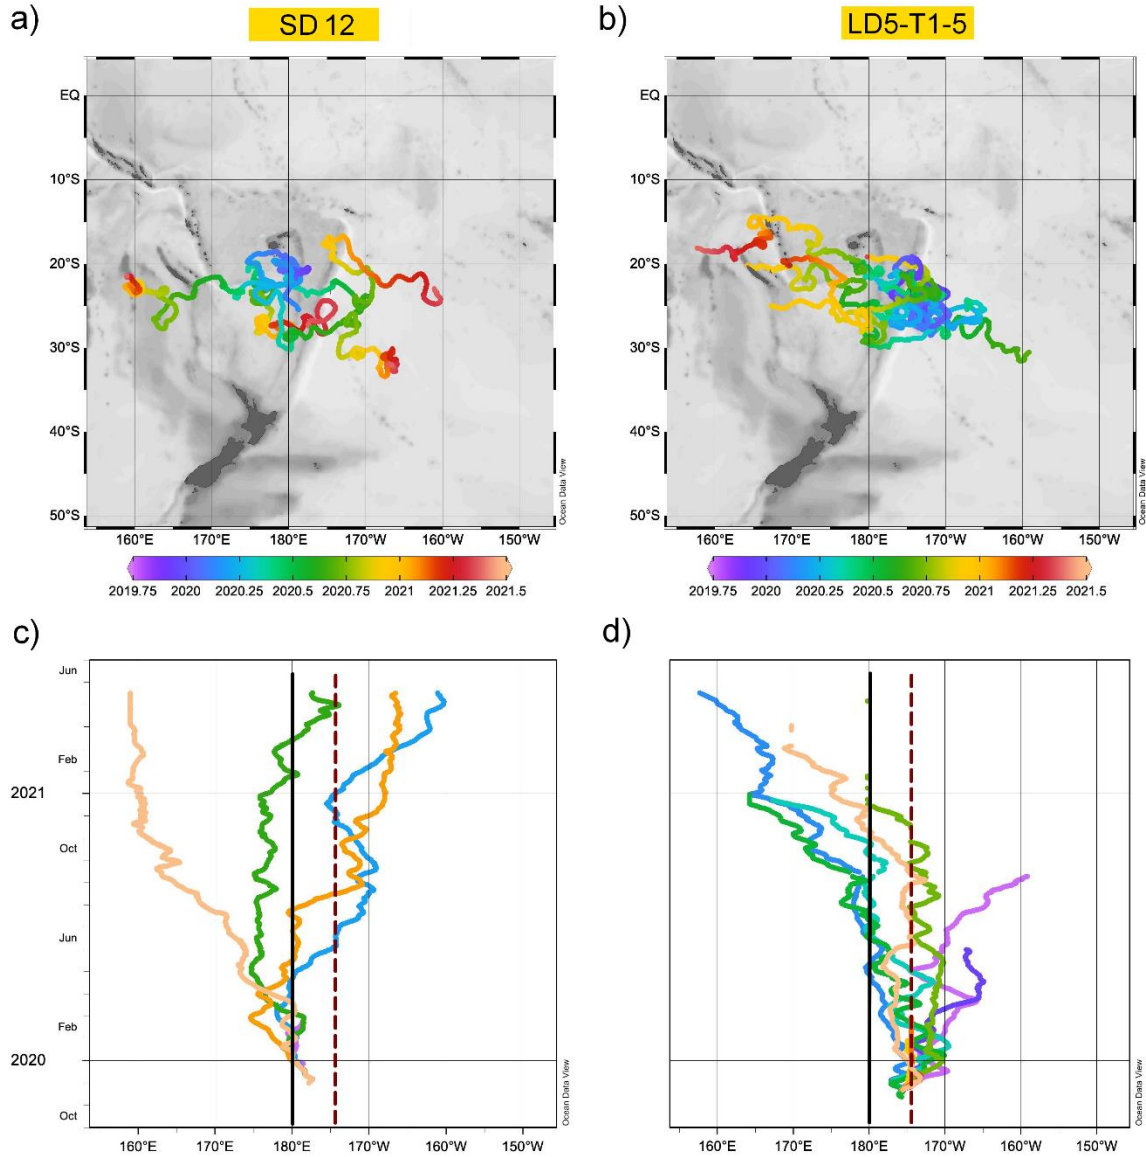 a)
SD 12
b)
LD5-T1-5
EQ
10°S
20°S
30°S
40°S
50°S
160°E 170°E 180°E 170°W 160°W 150°W
Ocean Data View
2019.75 2020 2020.25 2020.5 2020.75 2021 2021.25 2021.5
EQ
10°S
20°S
30°S
40°S
50°S
160°E 170°E 180°E 170°W 160°W 150°W
Ocean Data View
2019.75 2020 2020.25 2020.5 2020.75 2021 2021.25 2021.5
c)
d)
Jun
Feb
2021
Oct
Jun
Feb
2020
Oct
160°E 170°E 180°E 170°W 160°W 150°W
Ocean Data View
160°E 170°E 180°E 170°W 160°W 150°W
Ocean Data View